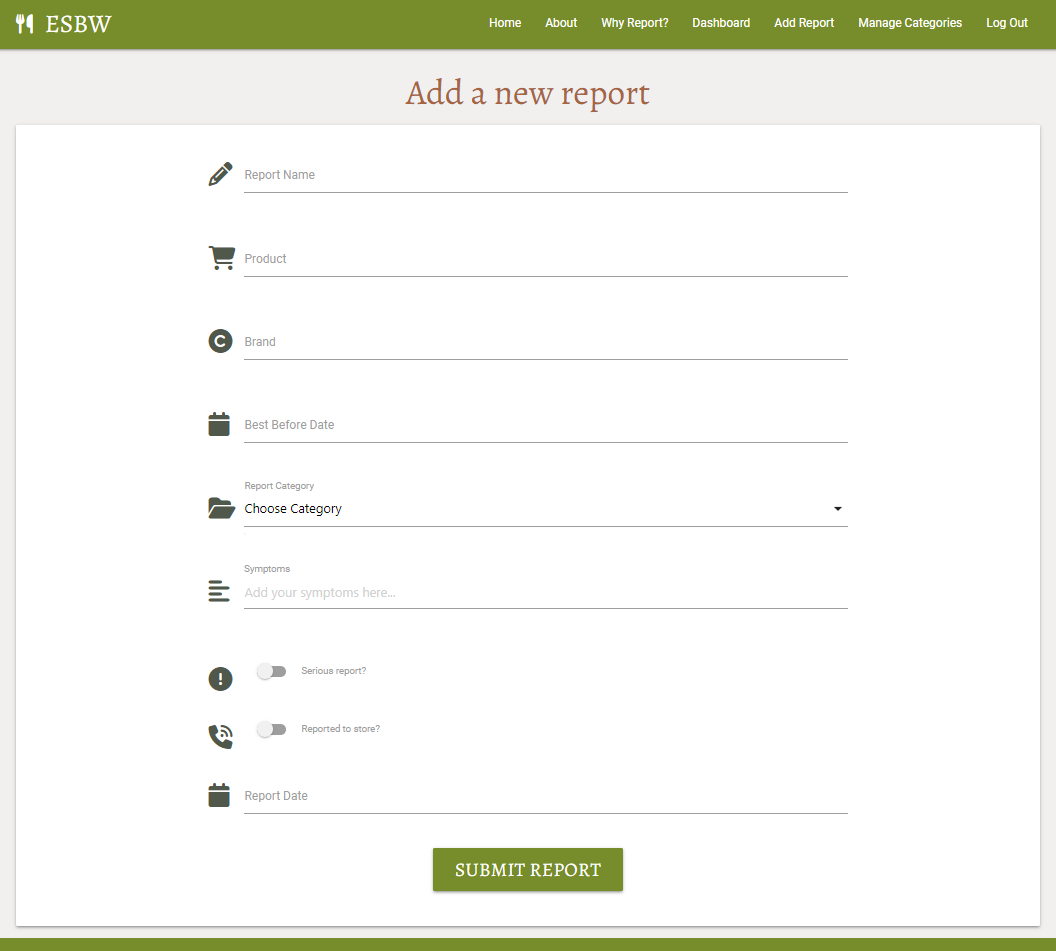 ESBW
Home About Why Report? Dashboard Add Report Manage Categories Log Out
Add a new report
Report Name
Product
Brand
Best Before Date
Report Category
Choose Category
Symptoms
Add your symptoms here...
Serious report?
Reported to store?
Report Date
SUBMIT REPORT